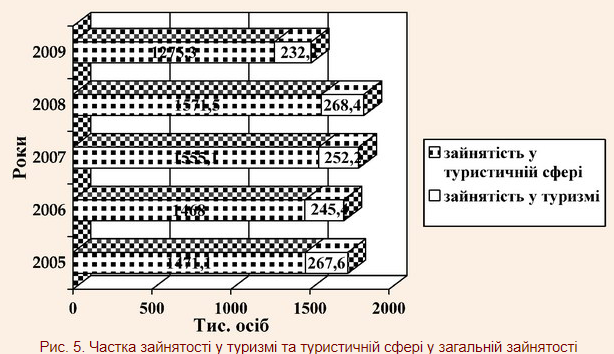 2009
1275,3
232,
2008
1571,5
268,4
2007
1555,1
252,2
2006
1468
245,
2005
1471,1
267,6
Роки
0 500 1000 1500 2000
Тис. осіб
зайнятість у
туристичній сфері
зайнятість у туризмі
Рис. 5. Частка зайнятості у туризмі та туристичній сфері у загальній зайнятості